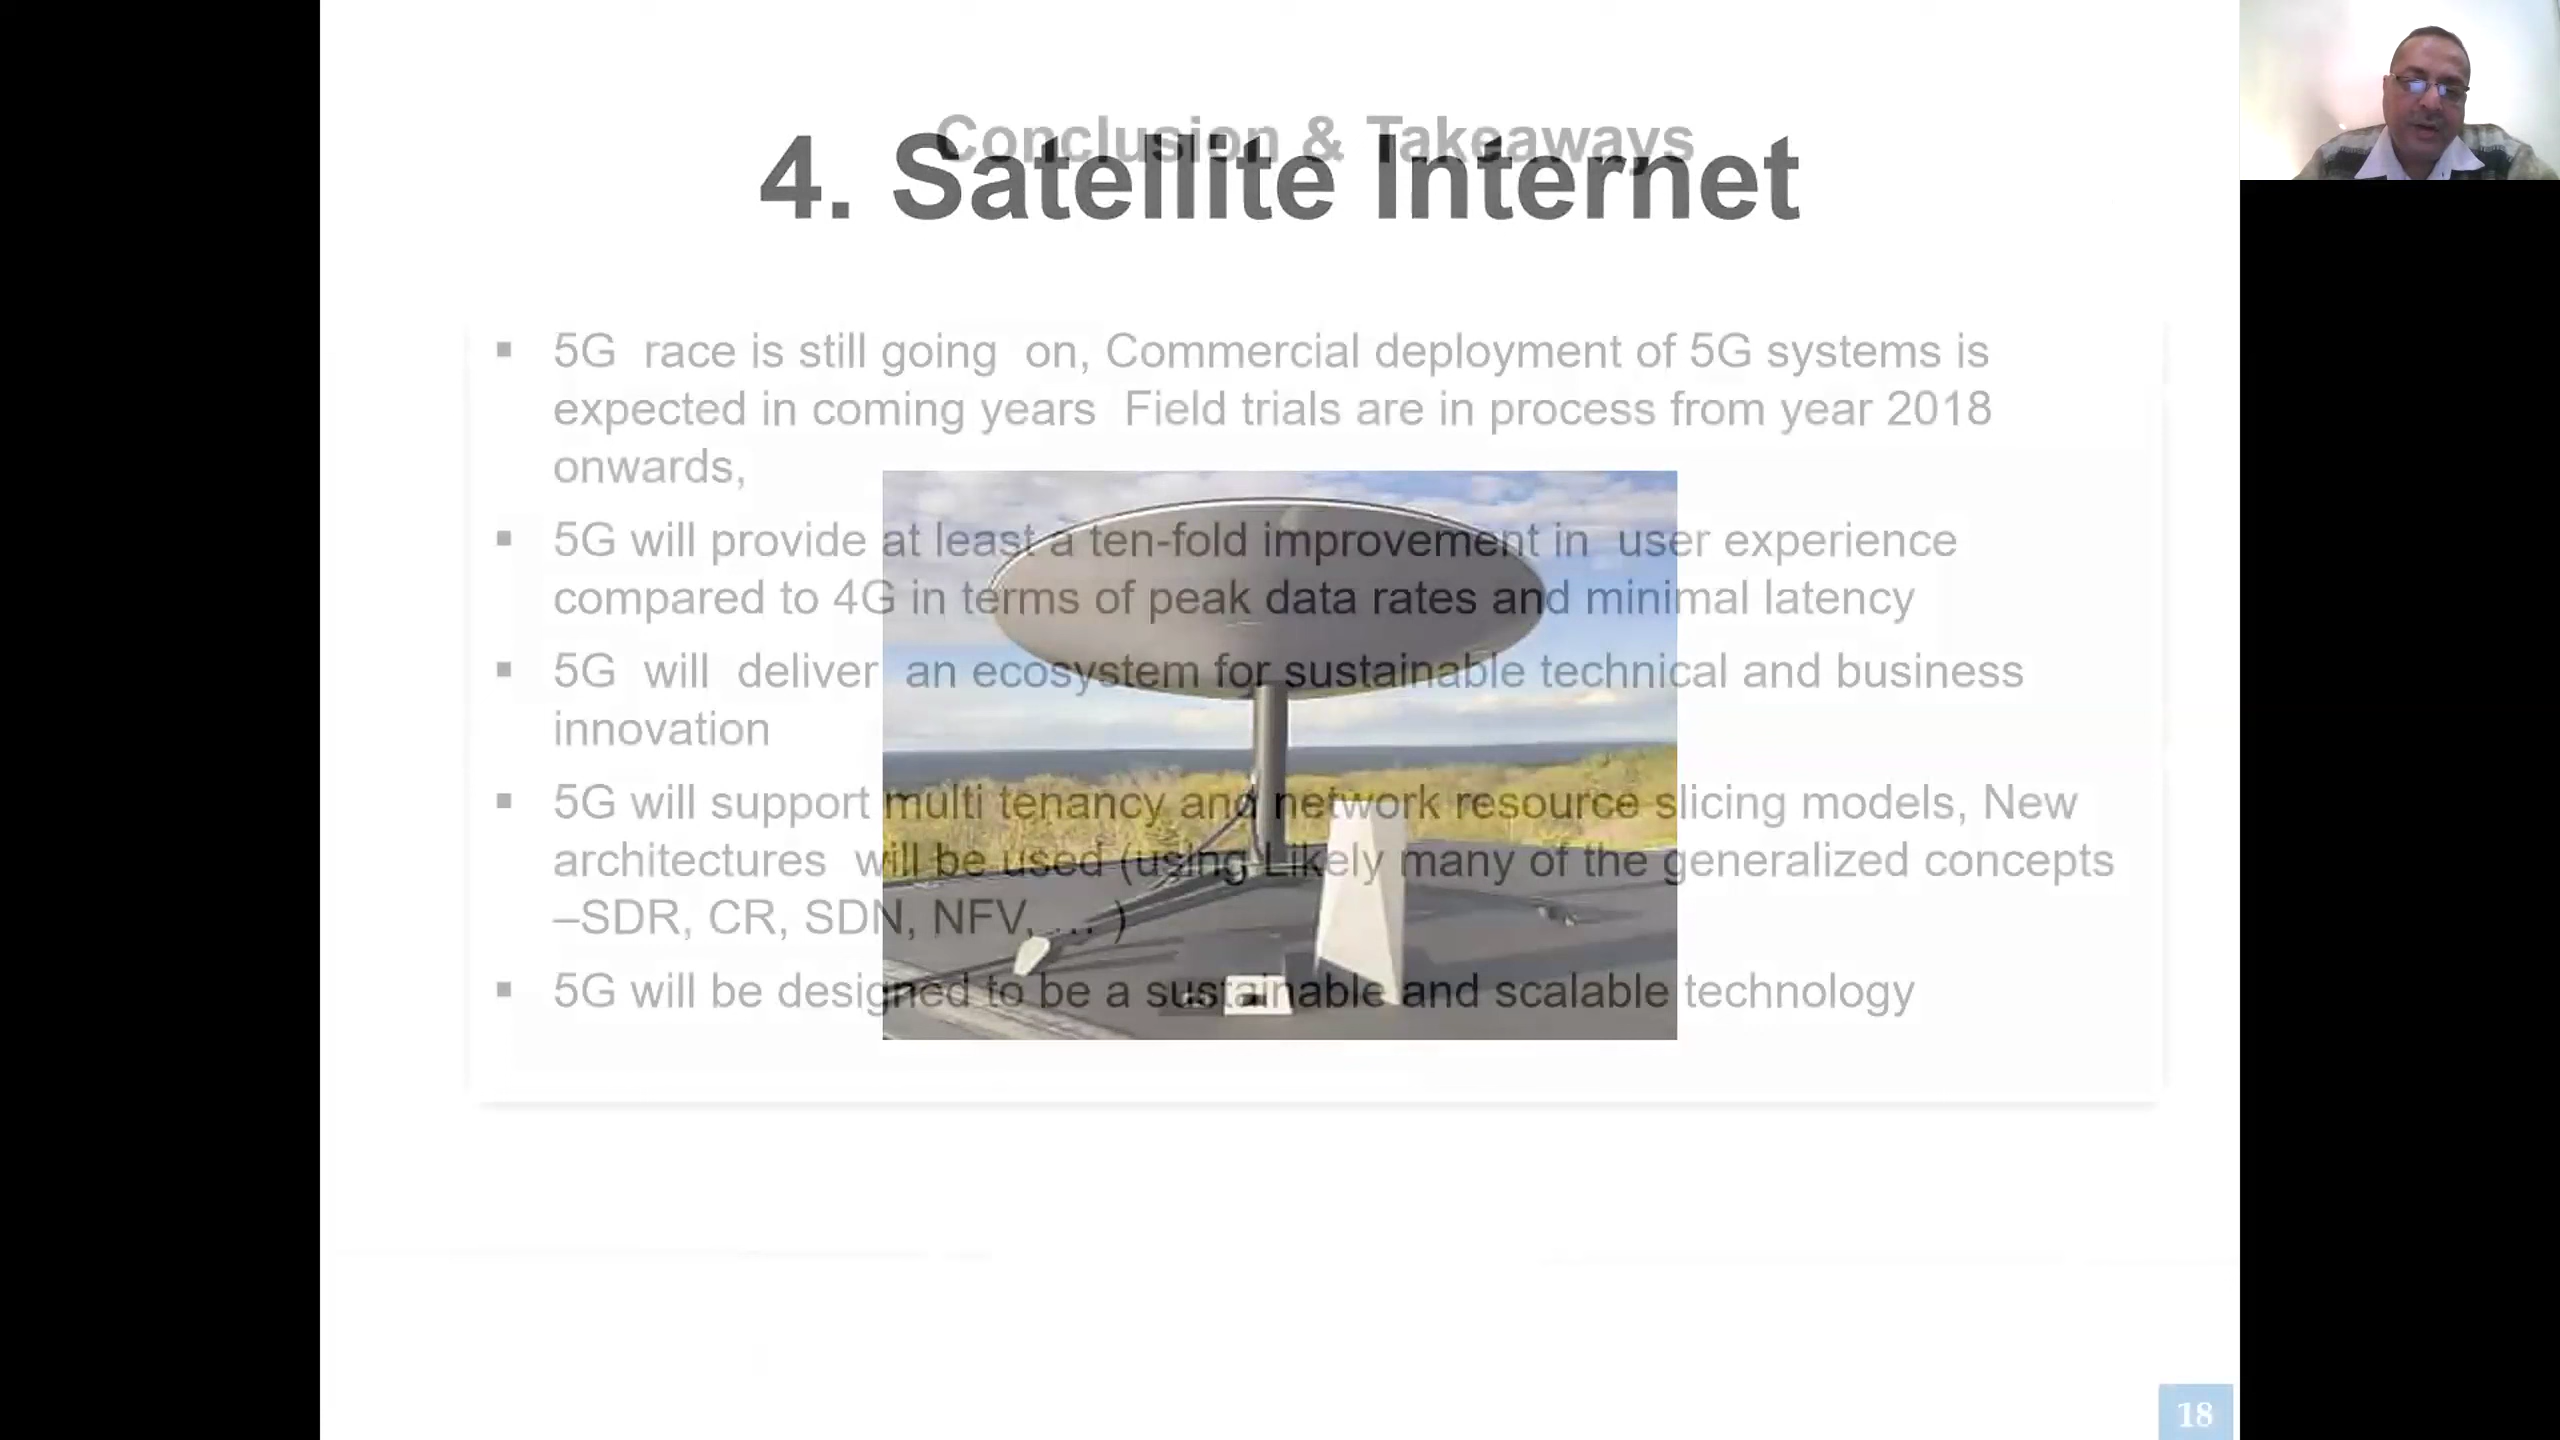 Conclusion & Takeaways
4. Satellite Internet
▪ 5G race is still going on, Commercial deployment of 5G systems is
expected in coming years Field trials are in process from year 2018
onwards,
▪ 5G will provide at least a ten-fold improvement in user experience
compared to 4G in terms of peak data rates and minimal latency
▪ 5G will deliver an ecosystem for sustainable technical and business
innovation
▪ 5G will support multi tenancy and network resource slicing models, New
architectures will be used (using Likely many of the generalized concepts
–SDR, CR, SDN, NFV, … )
▪ 5G will be designed to be a sustainable and scalable technology
18